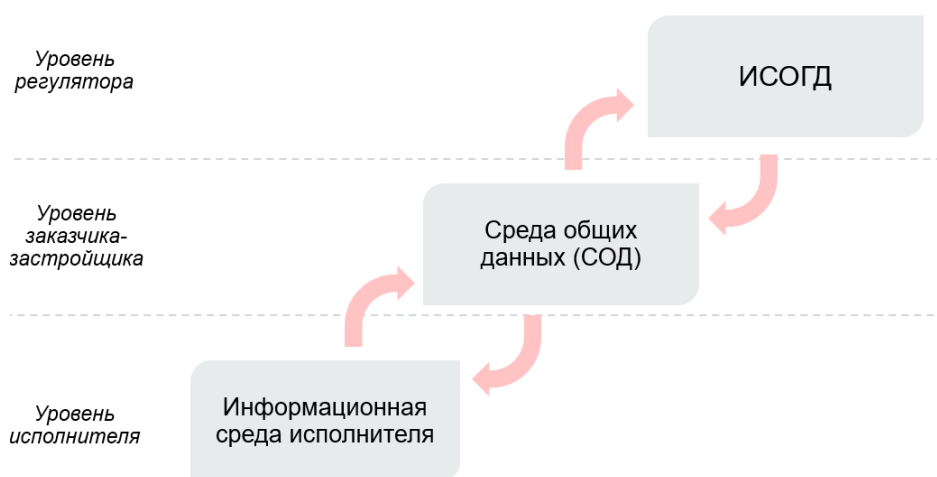 Уровень
регулятора
ИСОГД
Уровень
заказчика-
застройщика
Среда общих
данных (СОД)
Уровень
исполнителя
Информационная
среда исполнителя